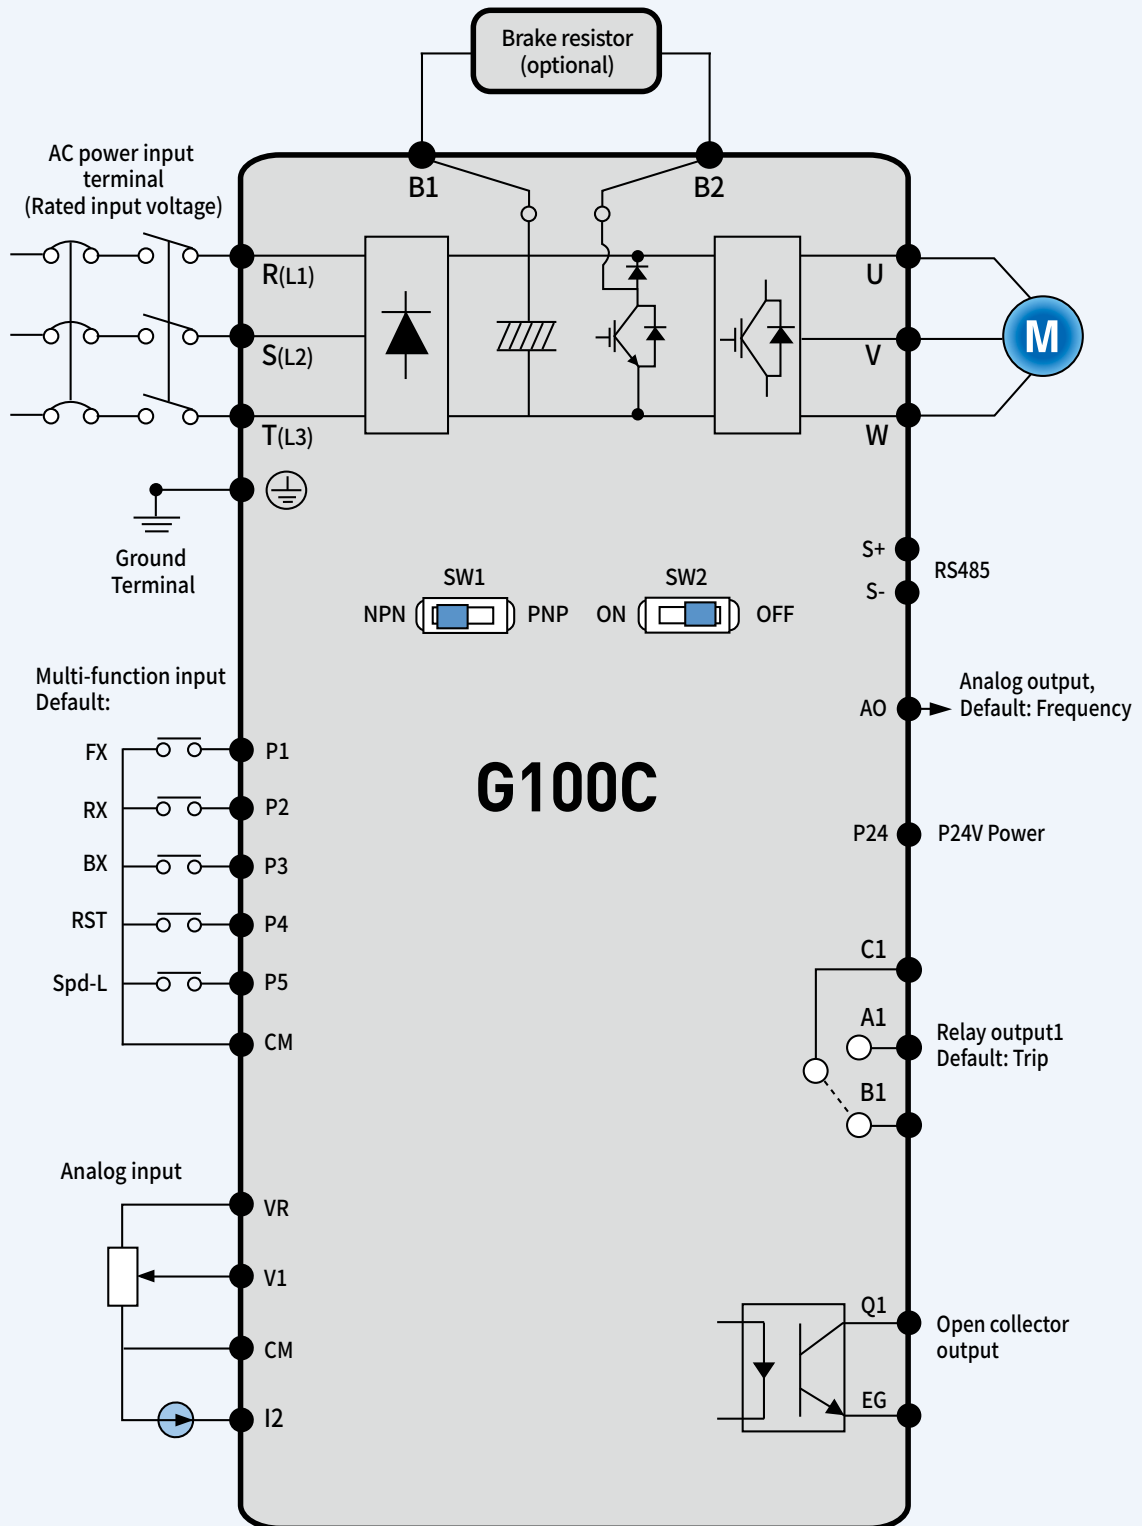 Brake resistor
(optional)
AC power input
terminal
(Rated input voltage)
B1
B2
R(L1)
U
M
S(L2)
V
T(L3)
W
Ground
Terminal
S+
S-
RS485
SW1
SW2
NPN
PNP
ON
OFF
Multi-function input
Default:
AO
Analog output,
Default: Frequency
FX
P1
RX
P2
BX
P3
RST
P4
Spd-L
P5
CM
G100C
P24
P24V Power
C1
A1
Relay output1
Default: Trip
B1
Analog input
VR
V1
CM
I2
Q1
Open collector
output
EG